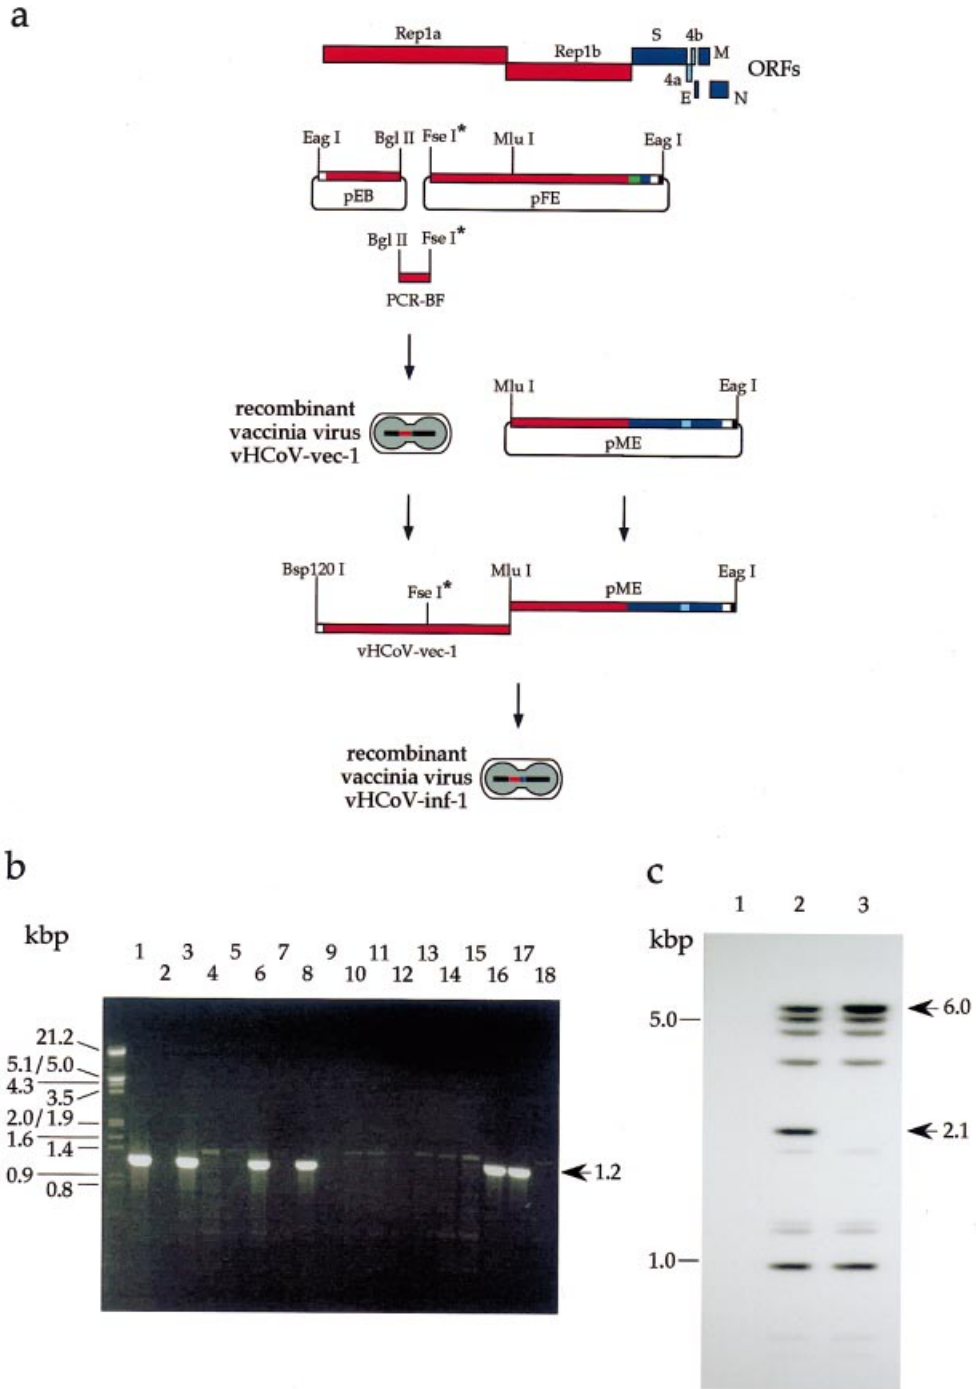 a
Rep1a
Rep1b
S
4b
M
4a
E
N
ORFs
Eag I
Bgl II
Fse I*
Mlu I
Eag I
pEB
pFE
Bgl II
Fse I*
PCR-BF
recombinant
vaccinia virus
vHCoV-vec-1
Mlu I
Eag I
pME
Bsp120 I
Fse I*
Mlu I
pME
Eag I
vHCoV-vec-1
recombinant
vaccinia virus
vHCoV-inf-1
b
kbp
1 3 5 7 9 11 13 15 17
2 4 6 8 10 12 14 16 18
21.2
5.1/5.0
4.3
3.5
2.0/1.9
1.6
1.4
0.9
0.8
1.2
c
1 2 3
kbp
5.0
1.0
6.0
2.1